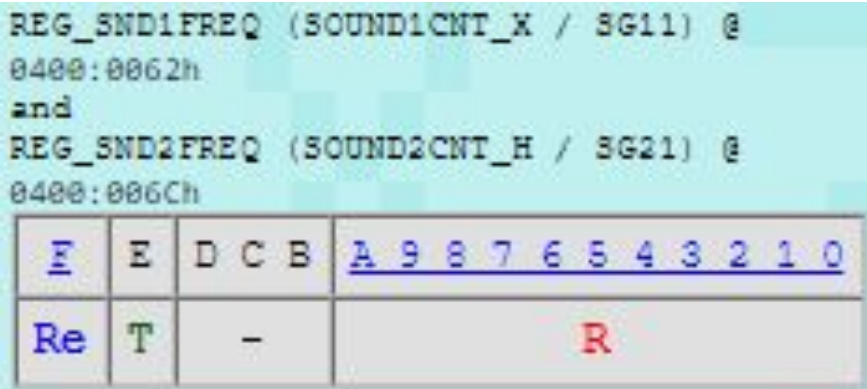 REG_SND1FREQ (SOUND1CNT_X / SG11) @
0400:0062h
and
REG_SND2FREQ (SOUND2CNT_H / SG21) @
0400:006Ch
F E D C B A 9 8 7 6 5 4 3 2 1 0
Re T - R